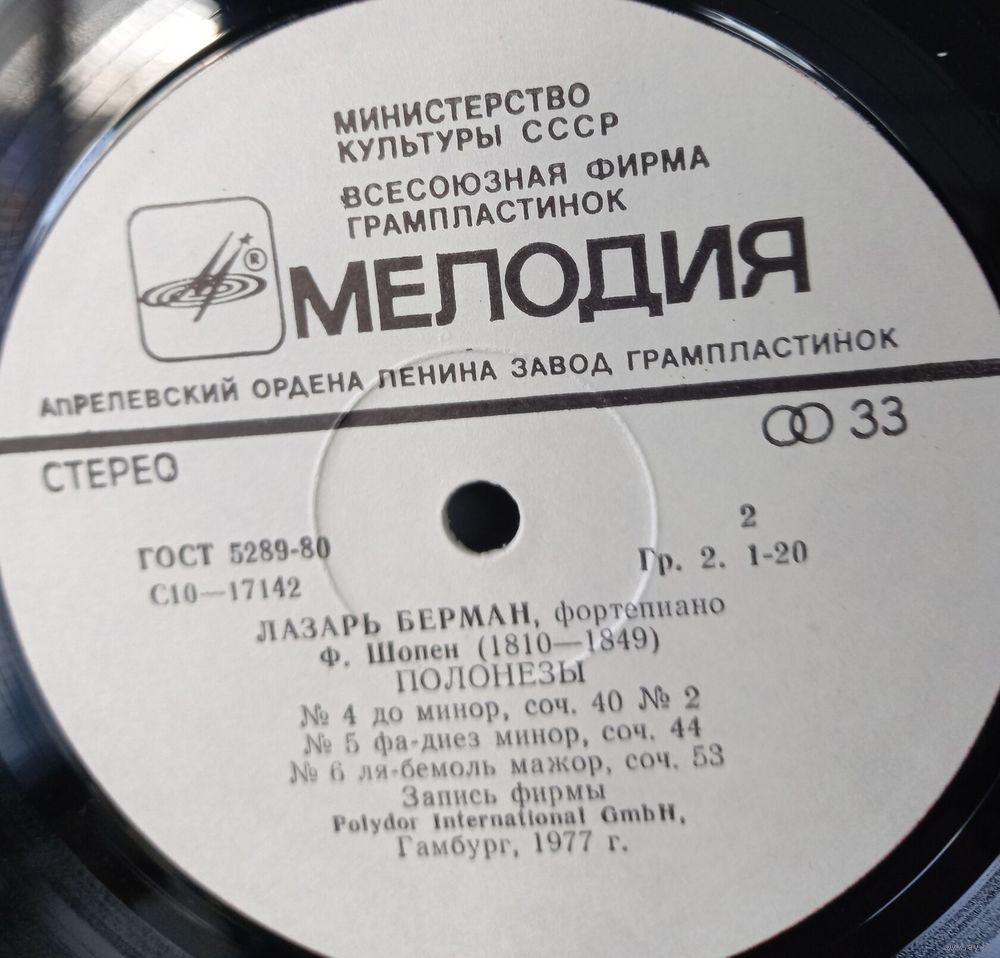 МИНИСТЕРСТВО
КУЛЬТУРЫ СССР
ВСЕСОЮЗНАЯ ФИРМА
ГРАМПЛАСТИНОК
®
МЕЛОДИЯ
АПРЕЛЕВСКИЙ ОРДЕНА ЛЕНИНА ЗАВОД ГРАМПЛАСТИНОК
СТЕРЕО
33
ГОСТ 5289-80
2
С10—17142
Гр. 2. 1-20
ЛАЗАРЬ БЕРМАН, фортепиано
Ф. Шопен (1810—1849)
ПОЛОНЕЗЫ
№ 4 до минор, соч. 40 № 2
№ 5 фа-диез минор, соч. 44
№ 6 ля-бемоль мажор, соч. 53
Запись фирмы
Polydor International GmbH,
Гамбург, 1977 г.